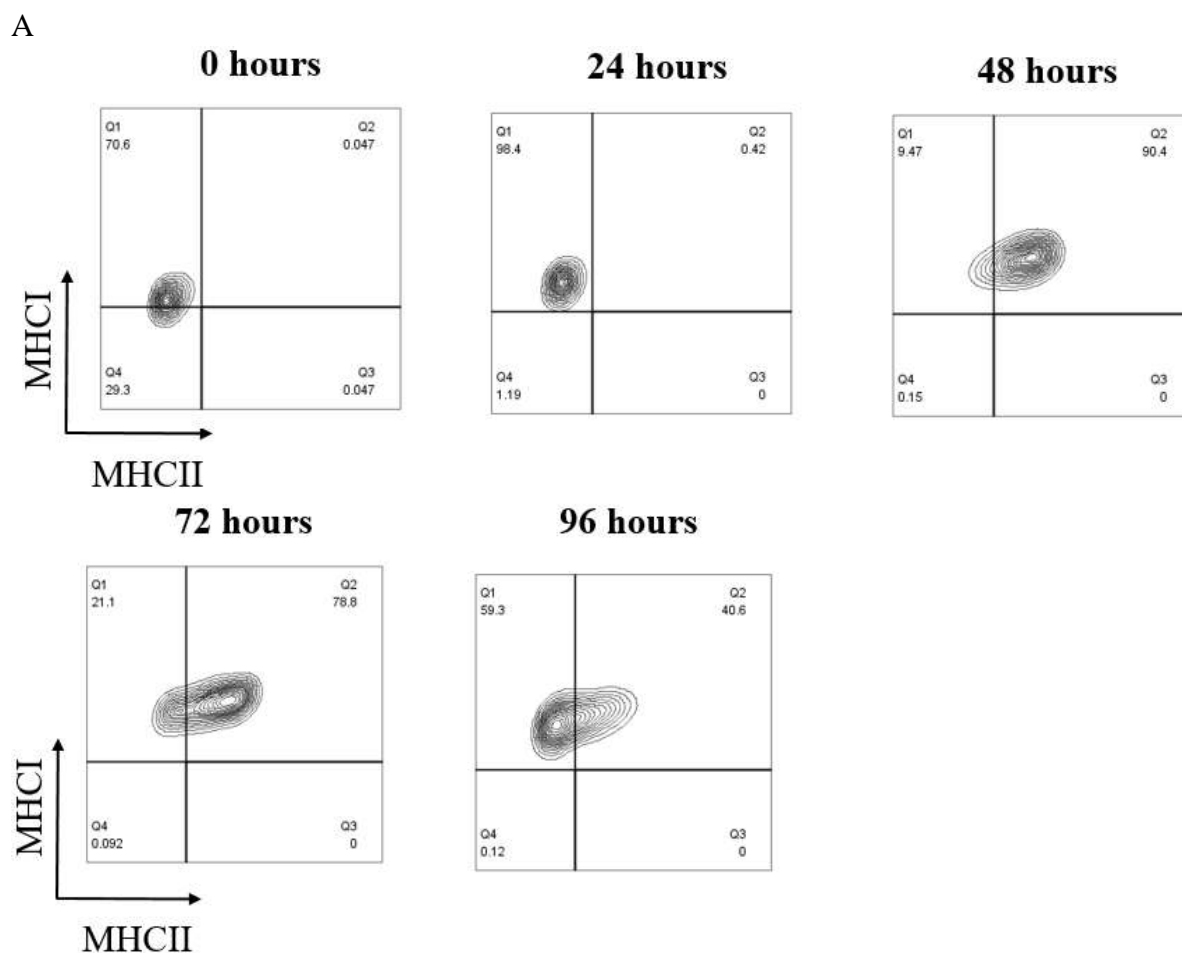 A
0 hours
24 hours
48 hours
Q1
70.6
Q2
0.047
Q4
29.3
Q3
0.047
Q1
98.4
Q2
0.42
Q4
1.19
Q3
0
Q1
9.47
Q2
90.4
Q4
0.15
Q3
0
MHCI
MHCII
72 hours
96 hours
Q1
21.1
Q2
78.8
Q4
0.092
Q3
0
Q1
59.3
Q2
40.6
Q4
0.12
Q3
0
MHCI
MHCII